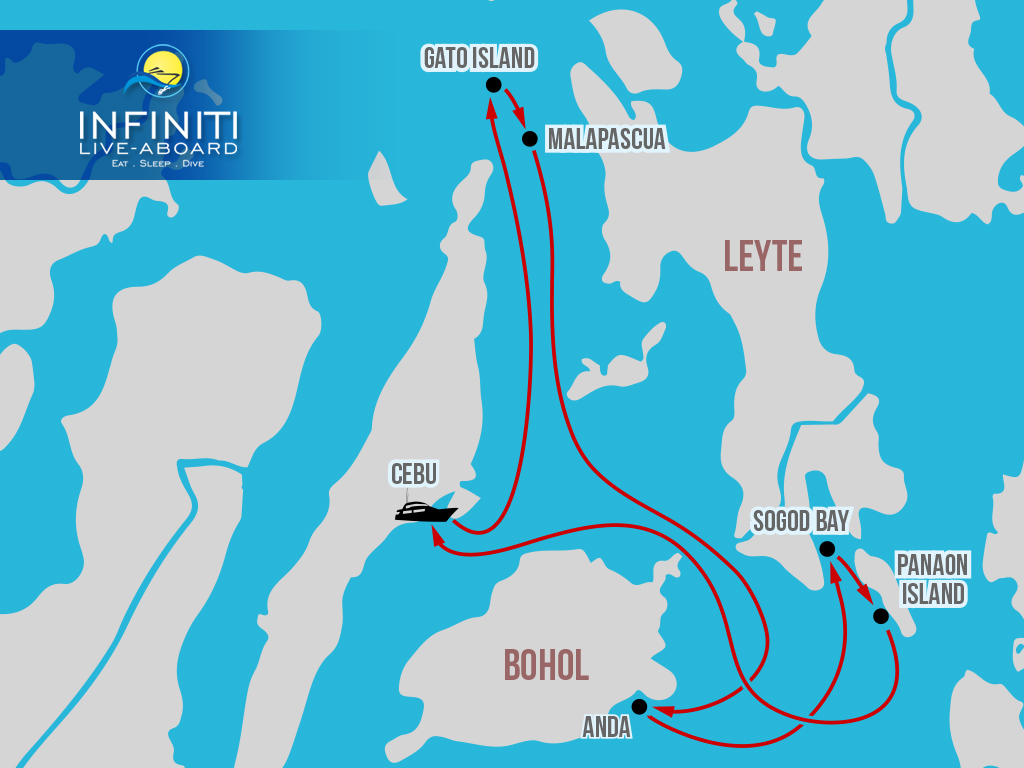 GATO ISLAND
INFINITI
LIVE-ABOARD
EAT . SLEEP . DIVE
MALAPASCUA
LEYTE
CEBU
SOGOD BAY
PANAON
ISLAND
BOHOL
ANDA